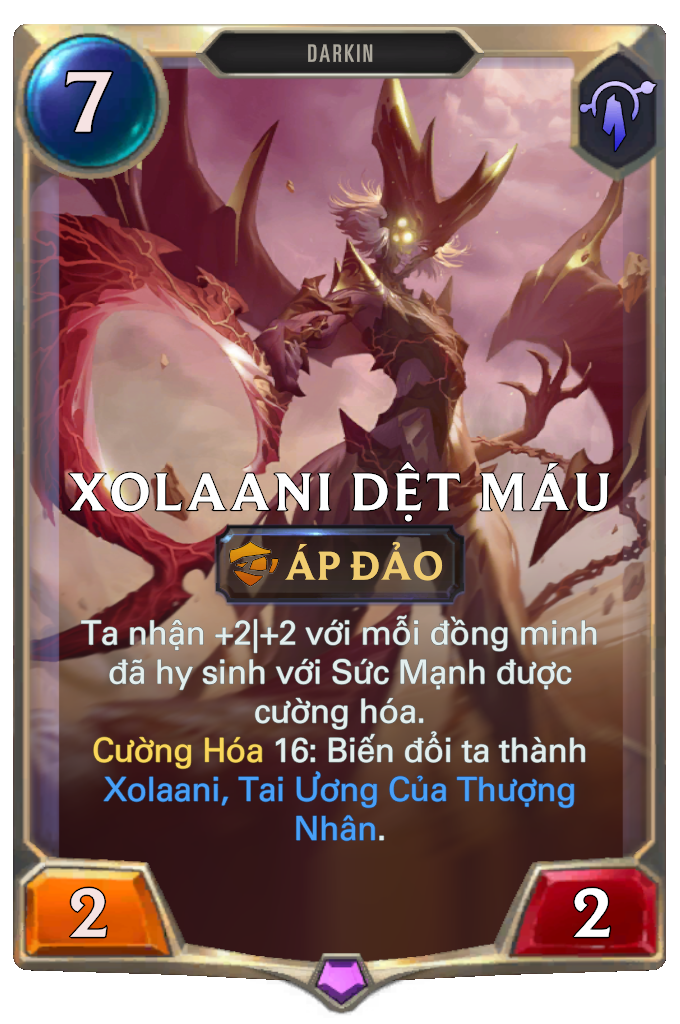 DARKIN
7
XOLAANI DỆT MÁU
ÁP ĐẢO
Ta nhận +2|+2 với mỗi đồng minh
đã hy sinh với Sức Mạnh được
cường hóa.
Cường Hóa 16: Biến đổi ta thành
Xolaani, Tai Ương Của Thượng
Nhân.
2
2